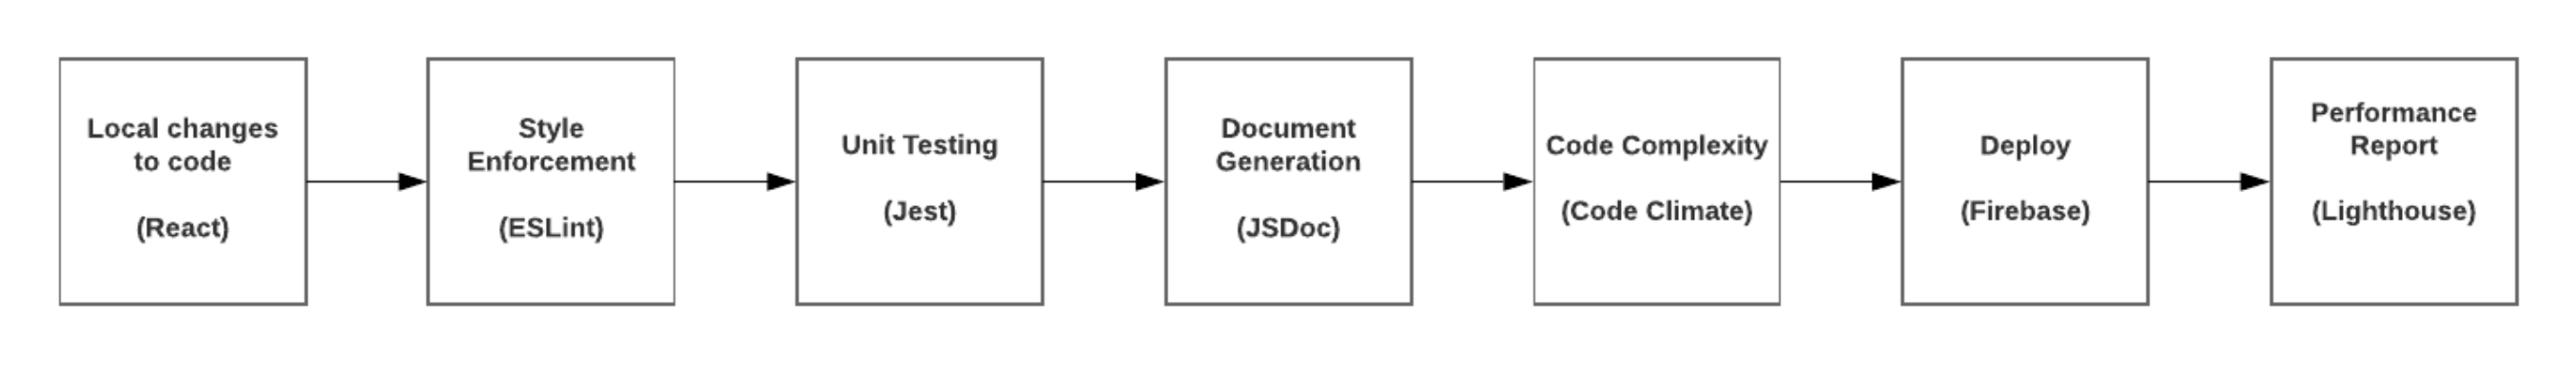 Local changes
to code
(React)
Style
Enforcement
(ESLint)
Unit Testing
(Jest)
Document
Generation
(JSDoc)
Code Complexity
(Code Climate)
Deploy
(Firebase)
Performance
Report
(Lighthouse)